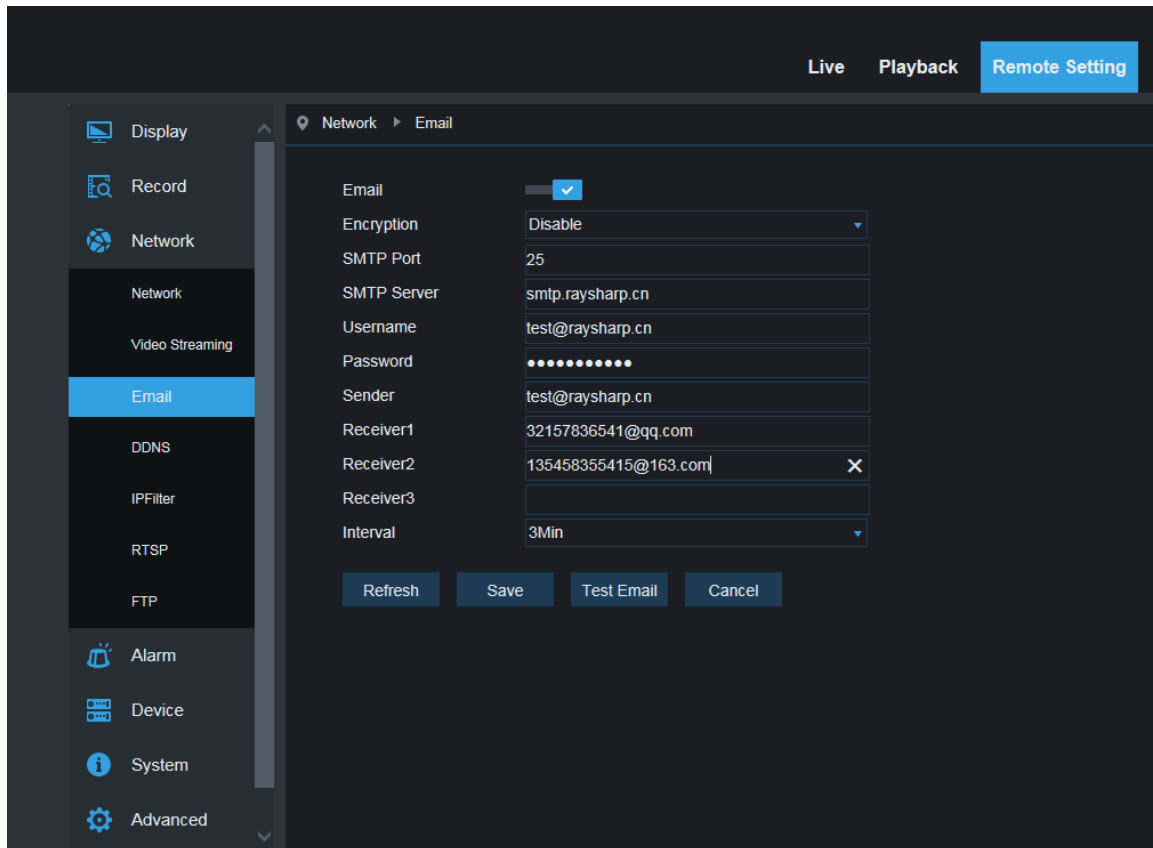 Live Playback Remote Setting
Display
Record
Network
Network
Video Streaming
Email
DDNS
IPFilter
RTSP
FTP
Alarm
Device
System
Advanced
Network Email
Email
Encryption Disable
SMTP Port 25
SMTP Server smtp.raysharp.cn
Username test@raysharp.cn
Password ●●●●●●●●●●●
Sender test@raysharp.cn
Receiver1 32157836541@qq.com
Receiver2 135458355415@163.com
Receiver3
Interval 3Min
Refresh Save Test Email Cancel